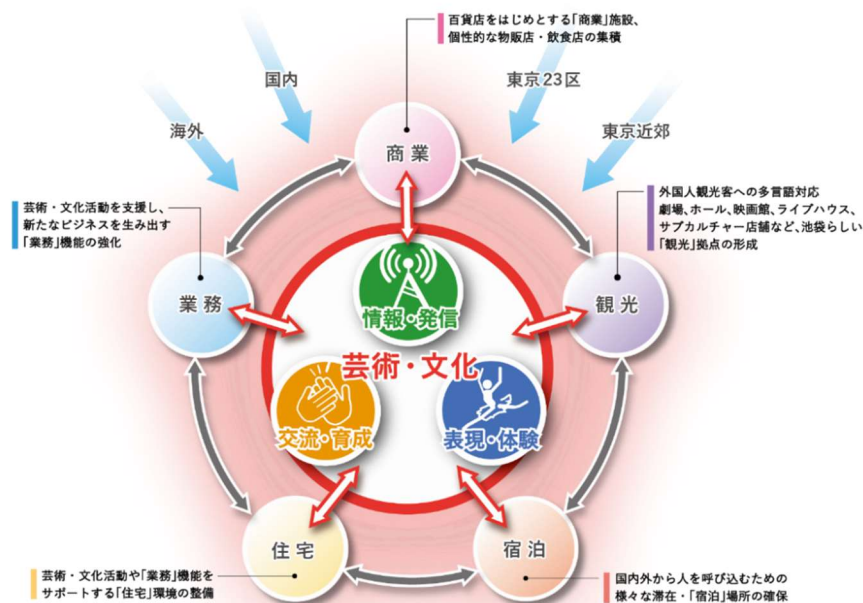 百貨店をはじめとする「商業」施設、
個性的な物販店・飲食店の集積
国内
東京23区
海外
東京近郊
商業
芸術・文化活動を支援し、
新たなビジネスを生み出す
「業務」機能の強化
外国人観光客への多言語対応
劇場、ホール、映画館、ライブハウス、
サブカルチャー店舗など、池袋らしい
「観光」拠点の形成
業務
観光
情報・発信
芸術・文化
交流・育成
表現・体験
住宅
宿泊
芸術・文化活動や「業務」機能を
サポートする「住宅」環境の整備
国内外から人を呼び込むための
様々な滞在・「宿泊」場所の確保